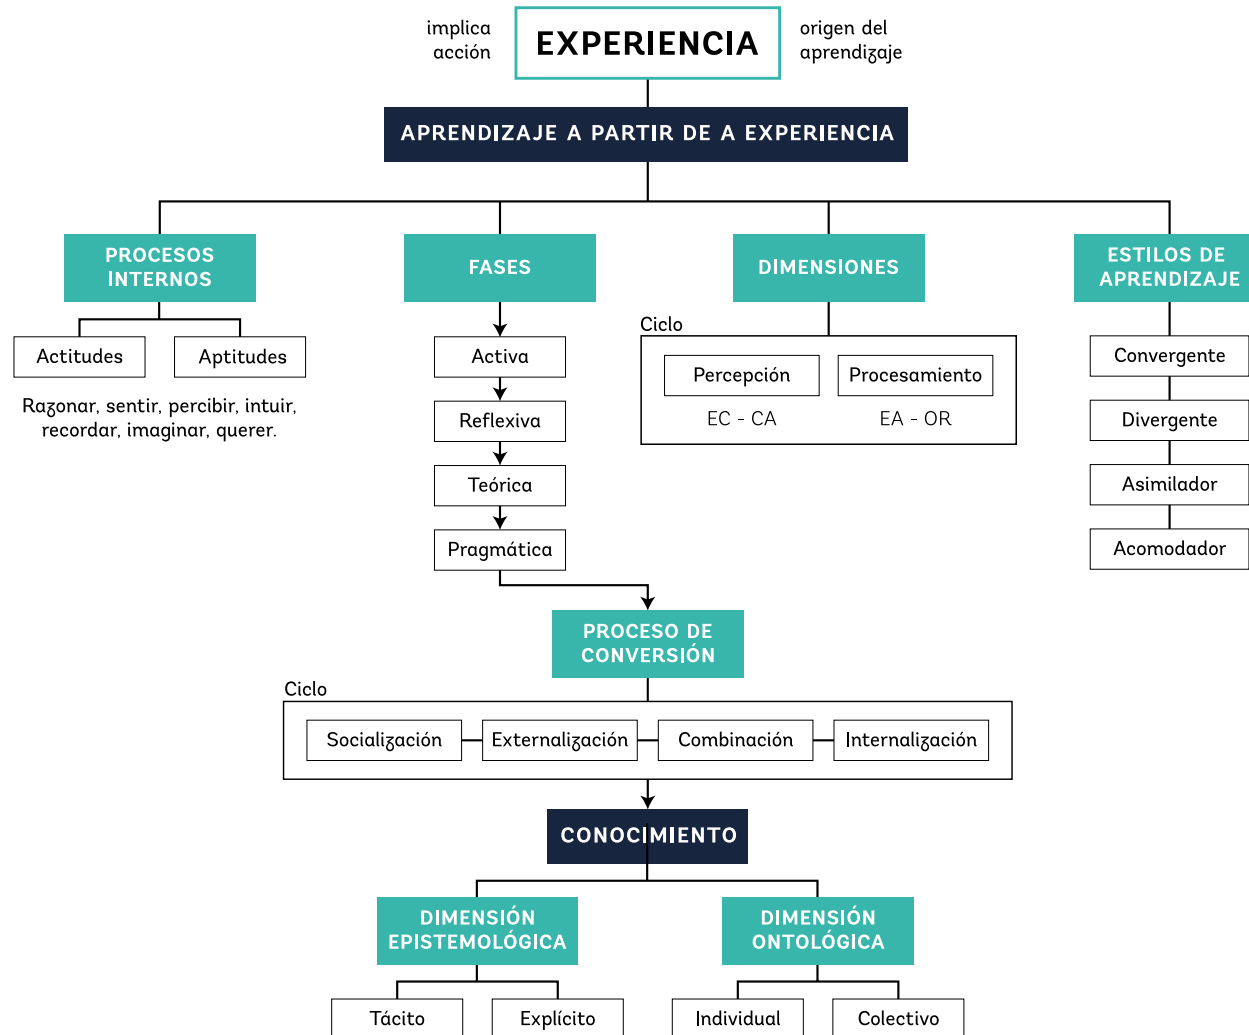 implica
acción
EXPERIENCIA
origen del
aprendizaje
APRENDIZAJE A PARTIR DE A EXPERIENCIA
PROCESOS
INTERNOS
Actitudes
Aptitudes
Razonar, sentir, percibir, intuir,
recordar, imaginar, querer.
FASES
Activa
Reflexiva
Teórica
Pragmática
DIMENSIONES
Ciclo
Percepción
Procesamiento
EC - CA
EA - OR
ESTILOS DE
APRENDIZAJE
Convergente
Divergente
Asimilador
Acomodador
PROCESO DE
CONVERSIÓN
Ciclo
Socialización
Externalización
Combinación
Internalización
CONOCIMIENTO
DIMENSIÓN
EPISTEMOLÓGICA
DIMENSIÓN
ONTOLÓGICA
Tácito
Explícito
Individual
Colectivo